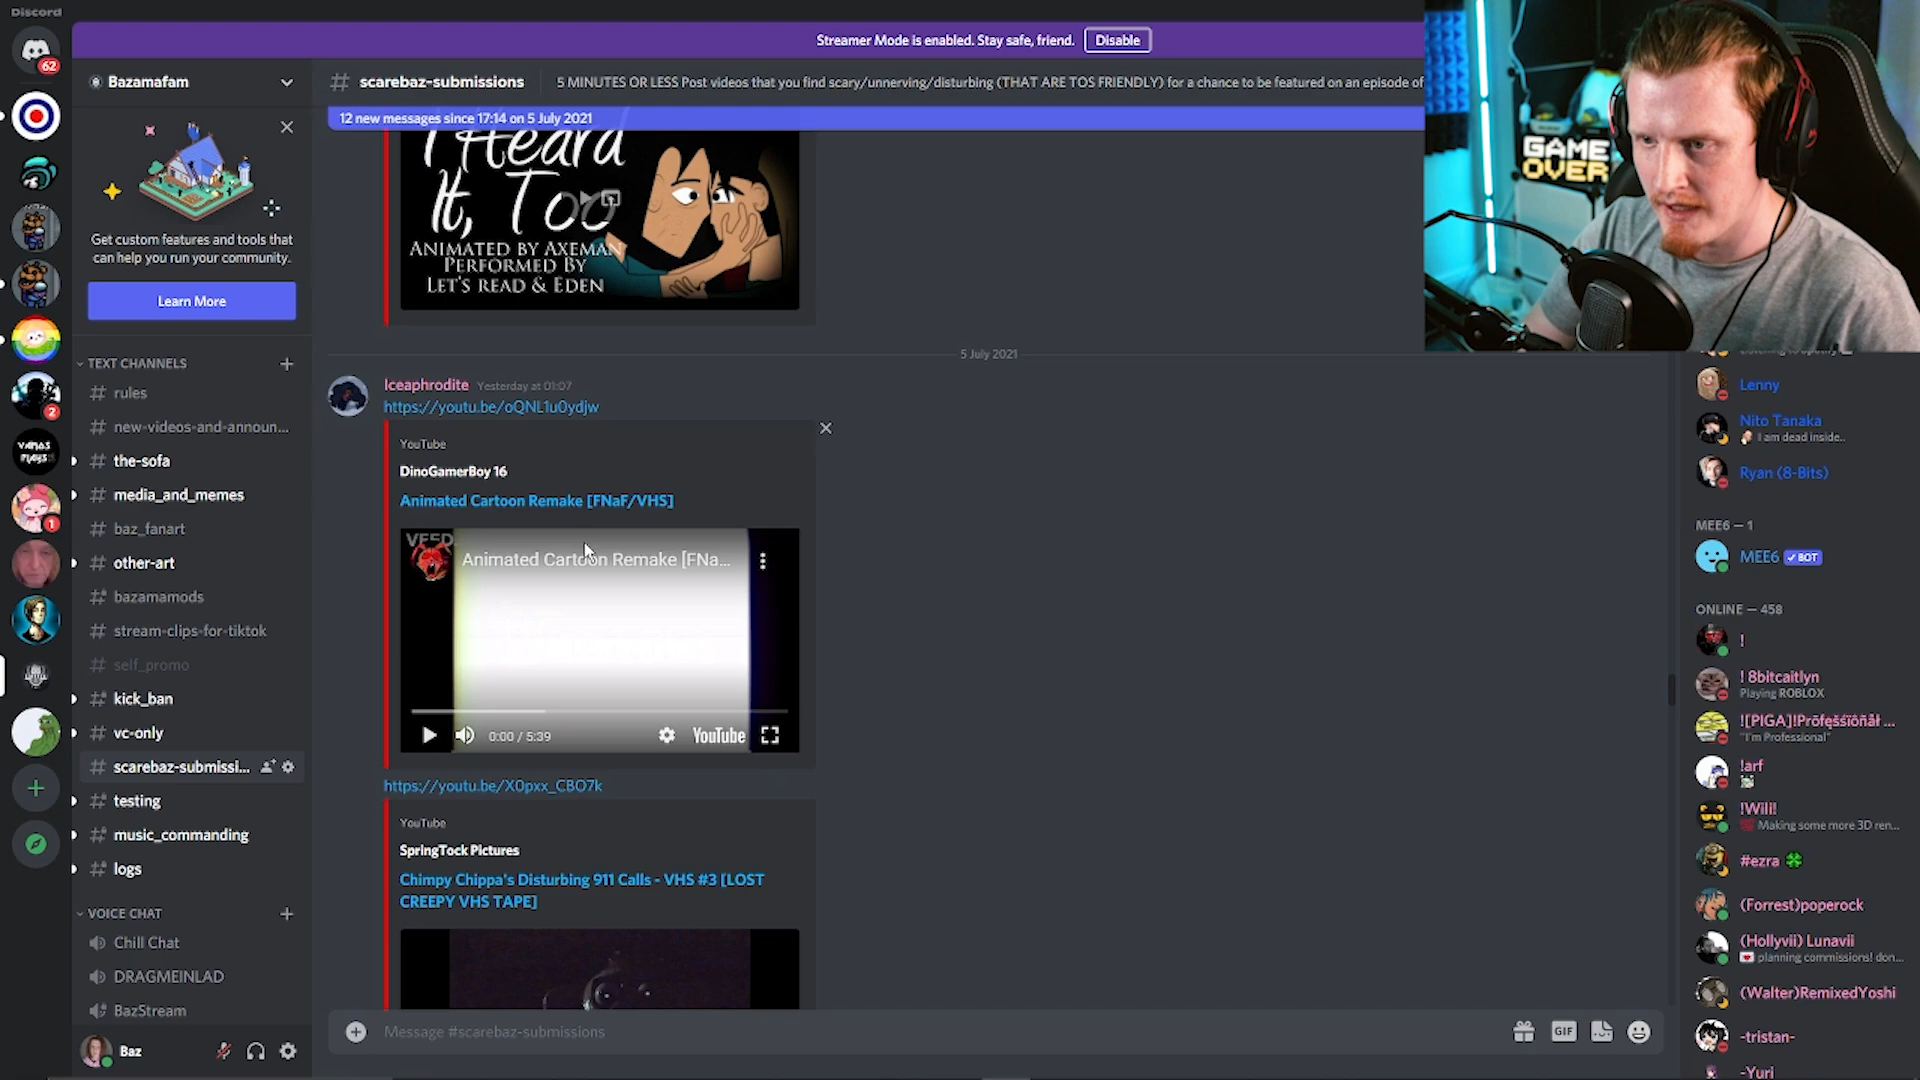 Discord
Streamer Mode is enabled. Stay safe, friend.
Disable
62
Bazamafam
scarebaz-submissions
5 MINUTES OR LESS Post videos that you find scary/unnerving/disturbing (THAT ARE TOS FRIENDLY) for a chance to be featured on an episode of
12 new messages since 17:14 on 5 July 2021
I Heard
It, Too
ANIMATED BY AXEMAN
PERFORMED BY
LET'S READ & EDEN
GAME
OVER
Get custom features and tools that
can help you run your community.
Learn More
5 July 2021
TEXT CHANNELS
rules
new-videos-and-announ...
the-sofa
media_and_memes
baz_fanart
other-art
bazamamods
stream-clips-for-tiktok
self_promo
kick_ban
vc-only
scarebaz-submissi...
testing
music_commanding
logs
VOICE CHAT
Chill Chat
DRAGMEINLAD
BazStream
Baz
2
VAMOS
PLAYS
1
Iceaphrodite
Yesterday at 01:07
https://youtu.be/oQNL1u0ydjw
YouTube
DinoGamerBoy 16
Animated Cartoon Remake [FNaF/VHS]
Animated Cartoon Remake [FNa...
0:00 / 5:39
YouTube
https://youtu.be/X0pxx_CBO7k
YouTube
SpringTock Pictures
Chimpy Chippa's Disturbing 911 Calls - VHS #3 [LOST
CREEPY VHS TAPE]
Message #scarebaz-submissions
GIF
Lenny
Nito Tanaka
I am dead inside..
Ryan (8-Bits)
MEE6 — 1
MEE6
BOT
ONLINE — 458
!
! 8bitcaitlyn
Playing ROBLOX
"I'm Professional"
!arf
!Wili!
Making some more 3D ren...
#ezra
(Forrest)poperock
(Hollyvii) Lunavii
planning commissions! don...
(Walter)RemixedYoshi
-tristan-
-Yuri